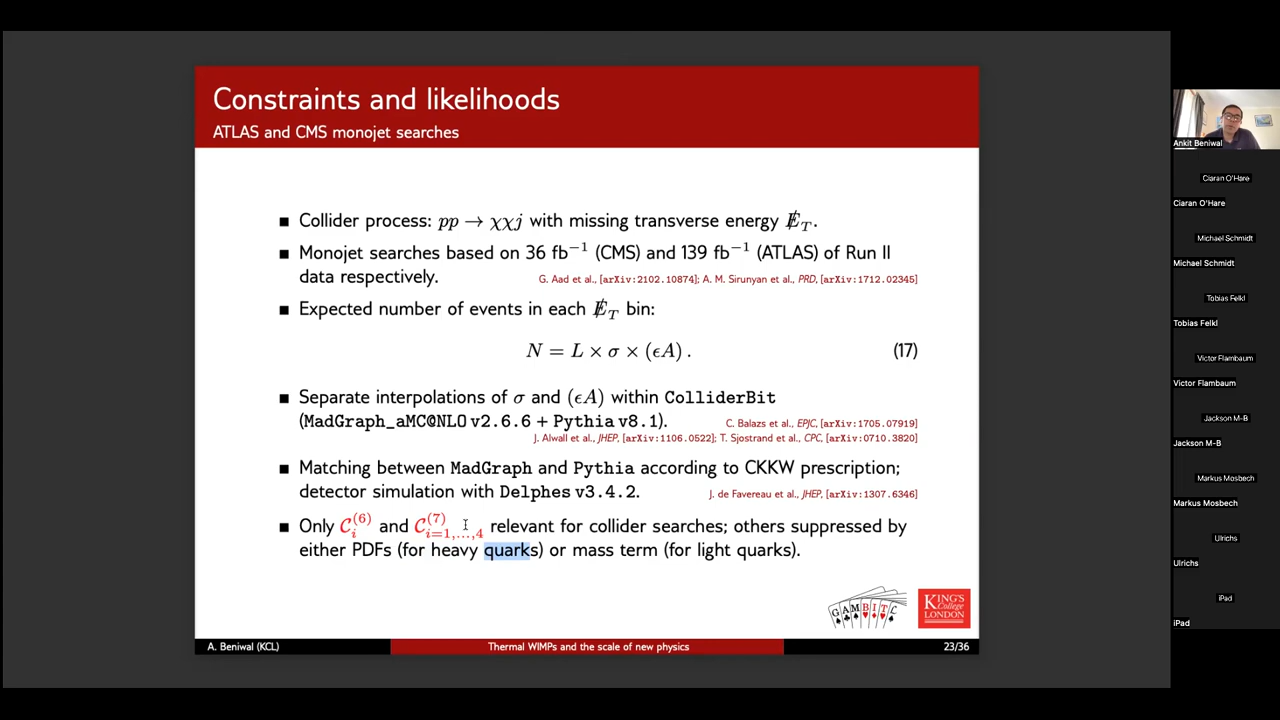 Constraints and likelihoods
ATLAS and CMS monojet searches
■ Collider process: pp → χχj with missing transverse energy E̸_T.
■ Monojet searches based on 36 fb⁻¹ (CMS) and 139 fb⁻¹ (ATLAS) of Run II
data respectively.
G. Aad et al., [arXiv:2102.10874]; A. M. Sirunyan et al., PRD, [arXiv:1712.02345]
■ Expected number of events in each E̸_T bin:
N = L × σ × (ϵA) . (17)
■ Separate interpolations of σ and (ϵA) within ColliderBit
(MadGraph_aMC@NLO v2.6.6 + Pythia v8.1).
C. Balazs et al., EPJC, [arXiv:1705.07919]
J. Alwall et al., JHEP, [arXiv:1106.0522]; T. Sjostrand et al., CPC, [arXiv:0710.3820]
■ Matching between MadGraph and Pythia according to CKKW prescription;
detector simulation with Delphes v3.4.2.
J. de Favereau et al., JHEP, [arXiv:1307.6346]
■ Only C_i^(6) and C_{i=1,...,4}^(7) relevant for collider searches; others suppressed by
either PDFs (for heavy quarks) or mass term (for light quarks).
GAMBIT
KING'S
College
LONDON
A. Beniwal (KCL)
Thermal WIMPs and the scale of new physics
23/36
Ankit Beniwal
Ciaran O'Hare
Ciaran O'Hare
Michael Schmidt
Michael Schmidt
Tobias Felkl
Tobias Felkl
Victor Flambaum
Victor Flambaum
Jackson M-B
Jackson M-B
Markus Mosbech
Markus Mosbech
Ulrichs
Ulrichs
iPad
iPad